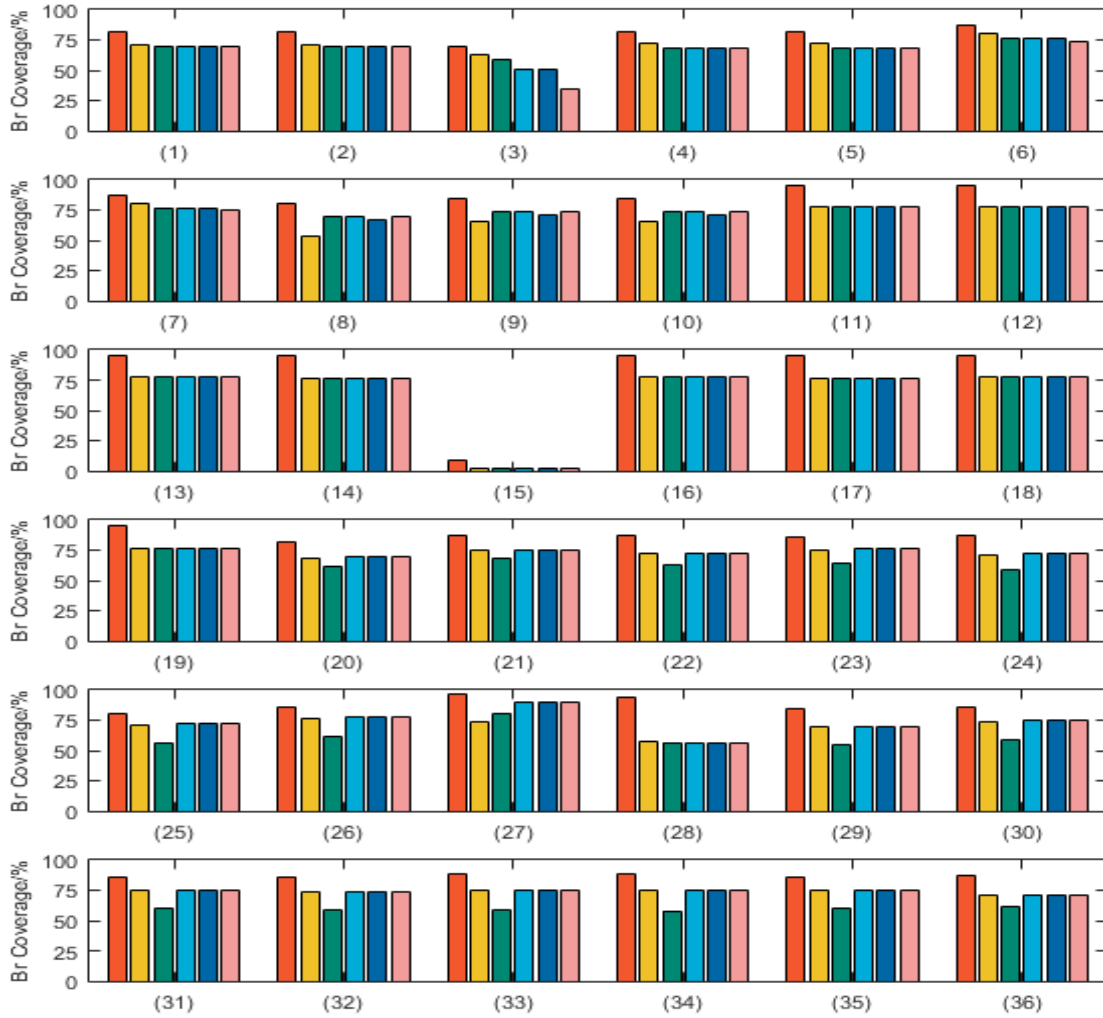 Br Coverage/%
100
75
50
25
0
(1) (2) (3) (4) (5) (6)
Br Coverage/%
100
75
50
25
0
(7) (8) (9) (10) (11) (12)
Br Coverage/%
100
75
50
25
0
(13) (14) (15) (16) (17) (18)
Br Coverage/%
100
75
50
25
0
(19) (20) (21) (22) (23) (24)
Br Coverage/%
100
75
50
25
0
(25) (26) (27) (28) (29) (30)
Br Coverage/%
100
75
50
25
0
(31) (32) (33) (34) (35) (36)